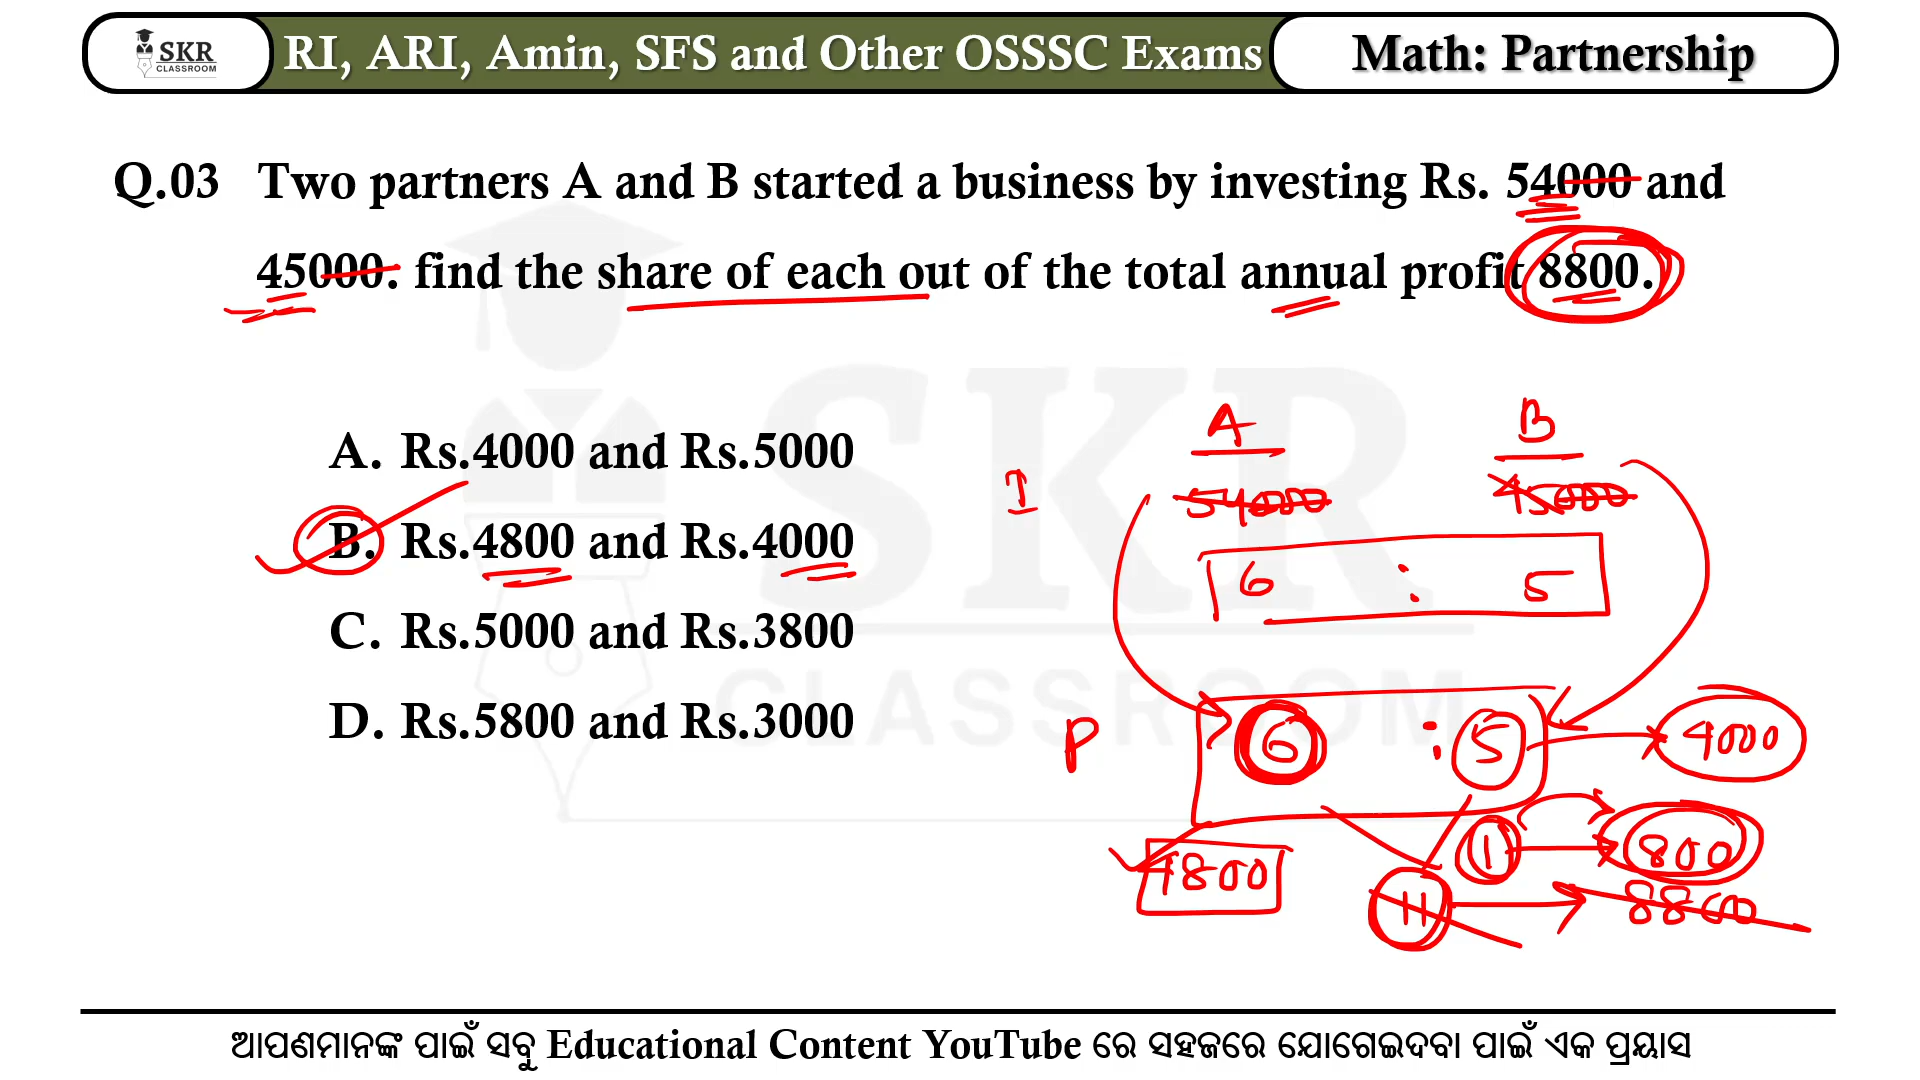 SKR
CLASSROOM
RI, ARI, Amin, SFS and Other OSSSC Exams
Math: Partnership
Q.03 Two partners A and B started a business by investing Rs. 54000 and
45000. find the share of each out of the total annual profit 8800.
A. Rs.4000 and Rs.5000
B. Rs.4800 and Rs.4000
C. Rs.5000 and Rs.3800
D. Rs.5800 and Rs.3000
SKR
CLASSROOM
A B
I 54000 45000
6 : 5
P 6 : 5 4000
1 800
4800
11 8800
ଆପଣମାନଙ୍କ ପାଇଁ ସବୁ Educational Content YouTube ରେ ସହଜରେ ଯୋଗେଇଦବା ପାଇଁ ଏକ ପ୍ରୟାସ